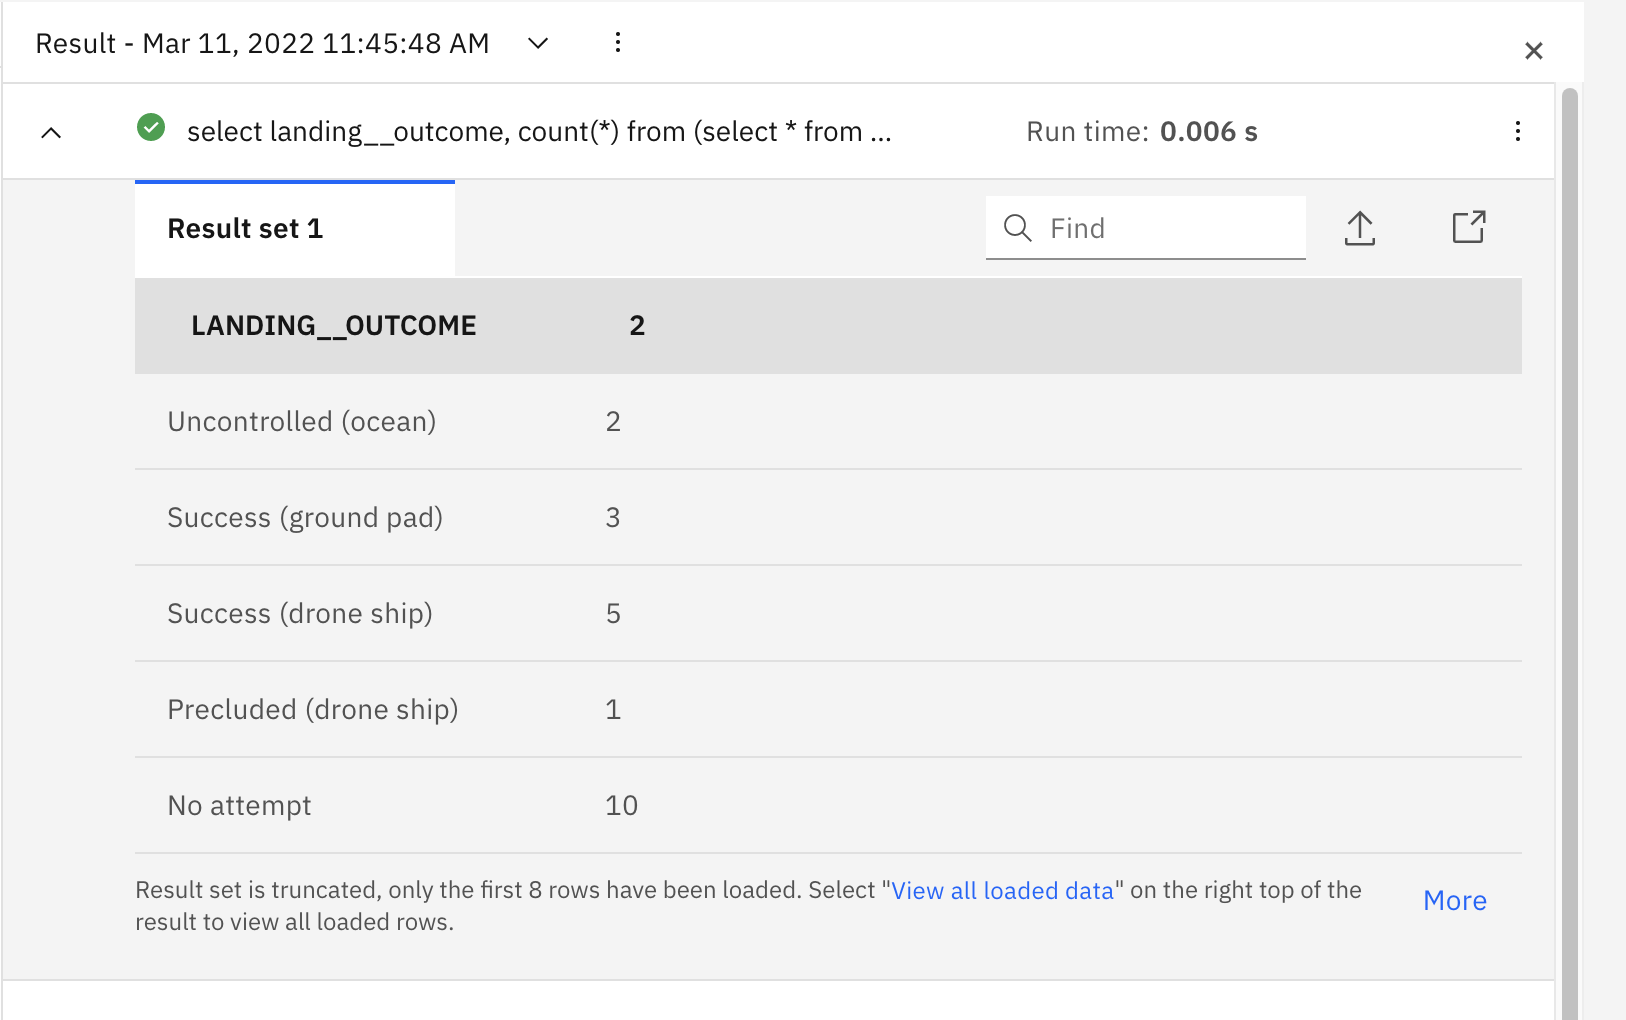 Result - Mar 11, 2022 11:45:48 AM
select landing__outcome, count(*) from (select * from ... Run time: 0.006 s
Result set 1 Find
LANDING__OUTCOME 2
Uncontrolled (ocean) 2
Success (ground pad) 3
Success (drone ship) 5
Precluded (drone ship) 1
No attempt 10
Result set is truncated, only the first 8 rows have been loaded. Select "View all loaded data" on the right top of the
result to view all loaded rows.
More